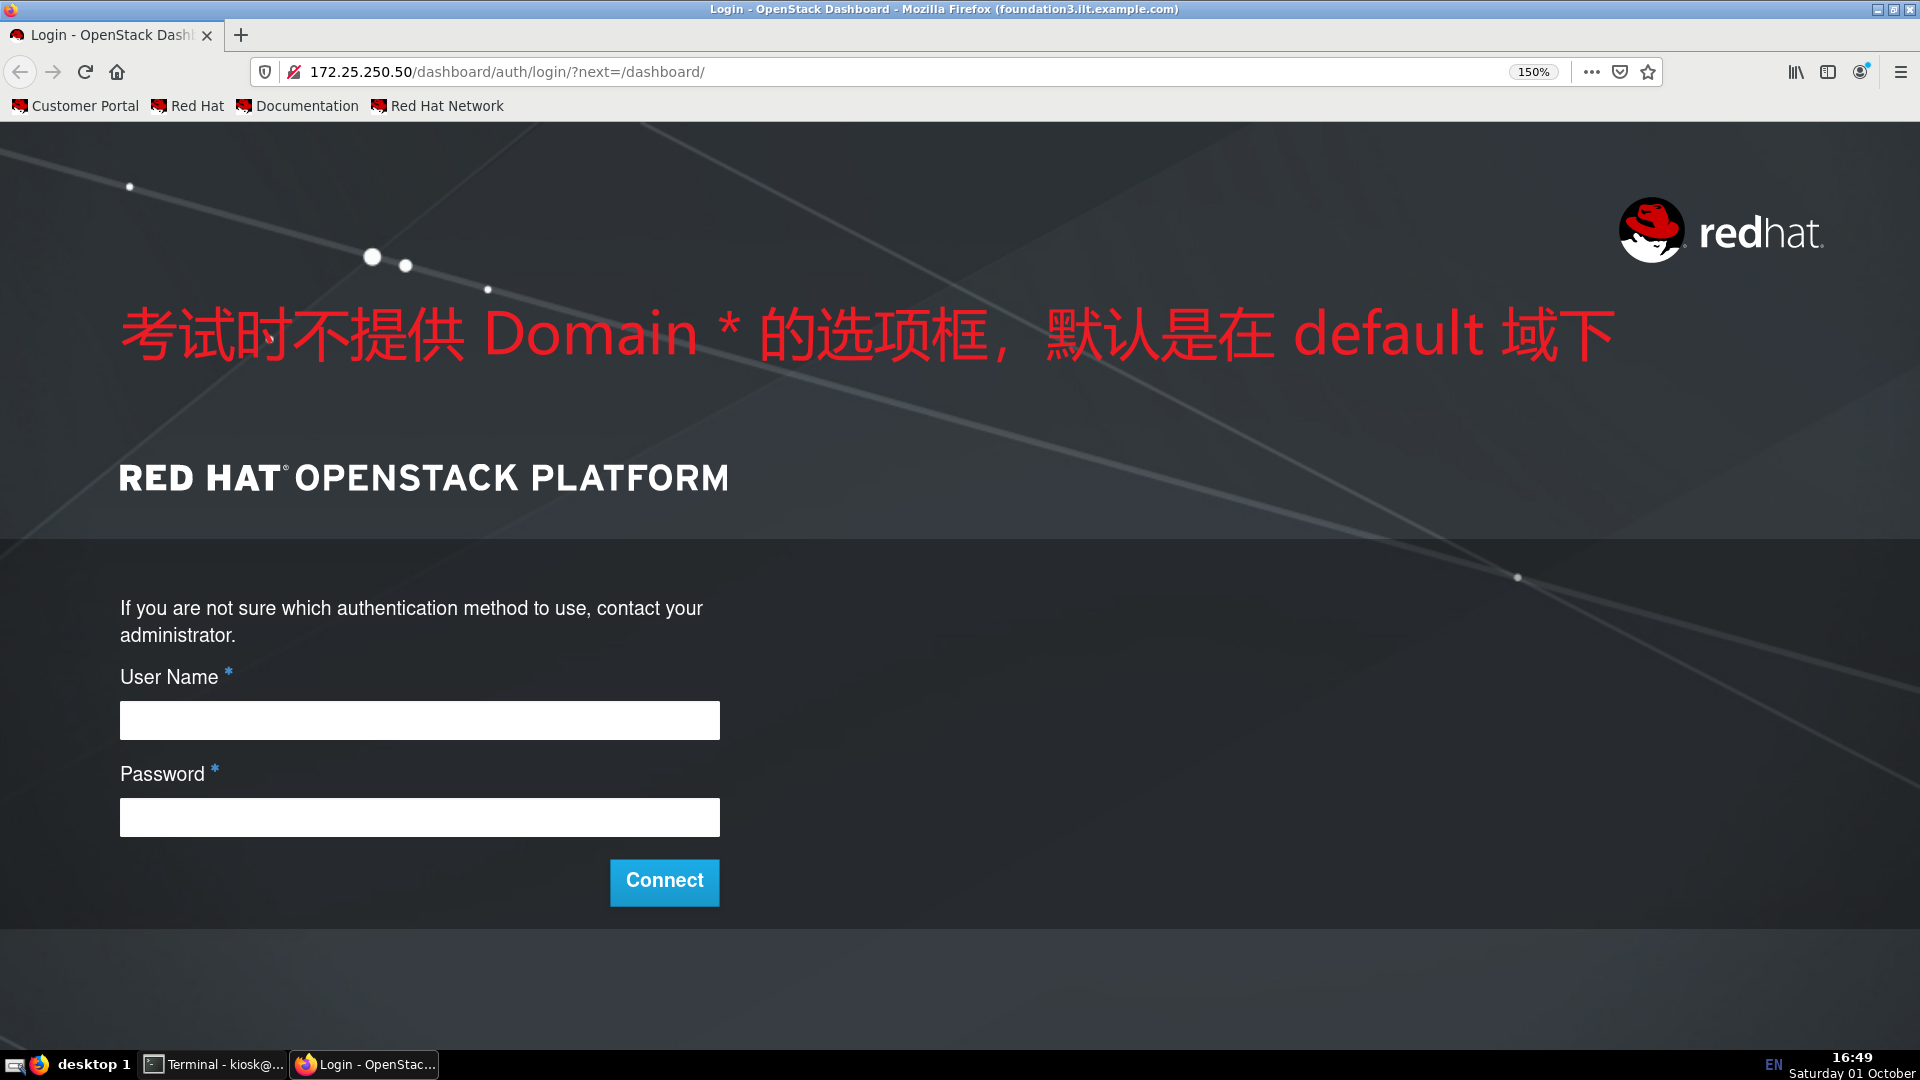 Login - OpenStack Dashboard - Mozilla Firefox (foundation3.ilt.example.com)
Login - OpenStack Dash
172.25.250.50/dashboard/auth/login/?next=/dashboard/
150%
Customer Portal
Red Hat
Documentation
Red Hat Network
redhat.
考试时不提供 Domain * 的选项框，默认是在 default 域下
RED HAT® OPENSTACK PLATFORM
If you are not sure which authentication method to use, contact your
administrator.
User Name *
Password *
Connect
desktop 1
Terminal - kiosk@...
Login - OpenStac...
EN
16:49
Saturday 01 October